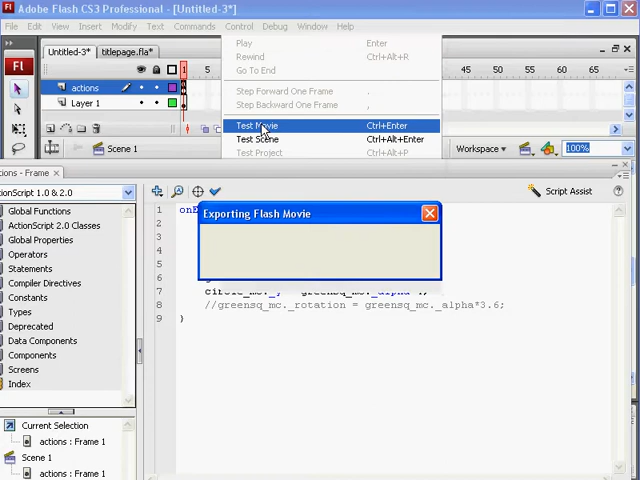 Adobe Flash CS3 Professional - [Untitled-3*]
File Edit View Insert Modify Text Commands Control Debug Window Help
Untitled-3* titlepage.fla*
Play Enter
Rewind Ctrl+Alt+R
Go To End
Step Forward One Frame .
Step Backward One Frame ,
Test Movie Ctrl+Enter
Test Scene Ctrl+Alt+Enter
Test Project Ctrl+Alt+P
1 5 45 50 55 60 65
actions
Layer 1
Scene 1
Workspace 100%
ctions - Frame
ActionScript 1.0 & 2.0
Script Assist
Global Functions
ActionScript 2.0 Classes
Global Properties
Operators
Statements
Compiler Directives
Constants
Types
Deprecated
Data Components
Components
Screens
Index
Current Selection
actions : Frame 1
Scene 1
actions : Frame 1
Exporting Flash Movie
1
2
3
4
5
6
7
8 //greensq_mc._rotation = greensq_mc._alpha*3.6;
9 }